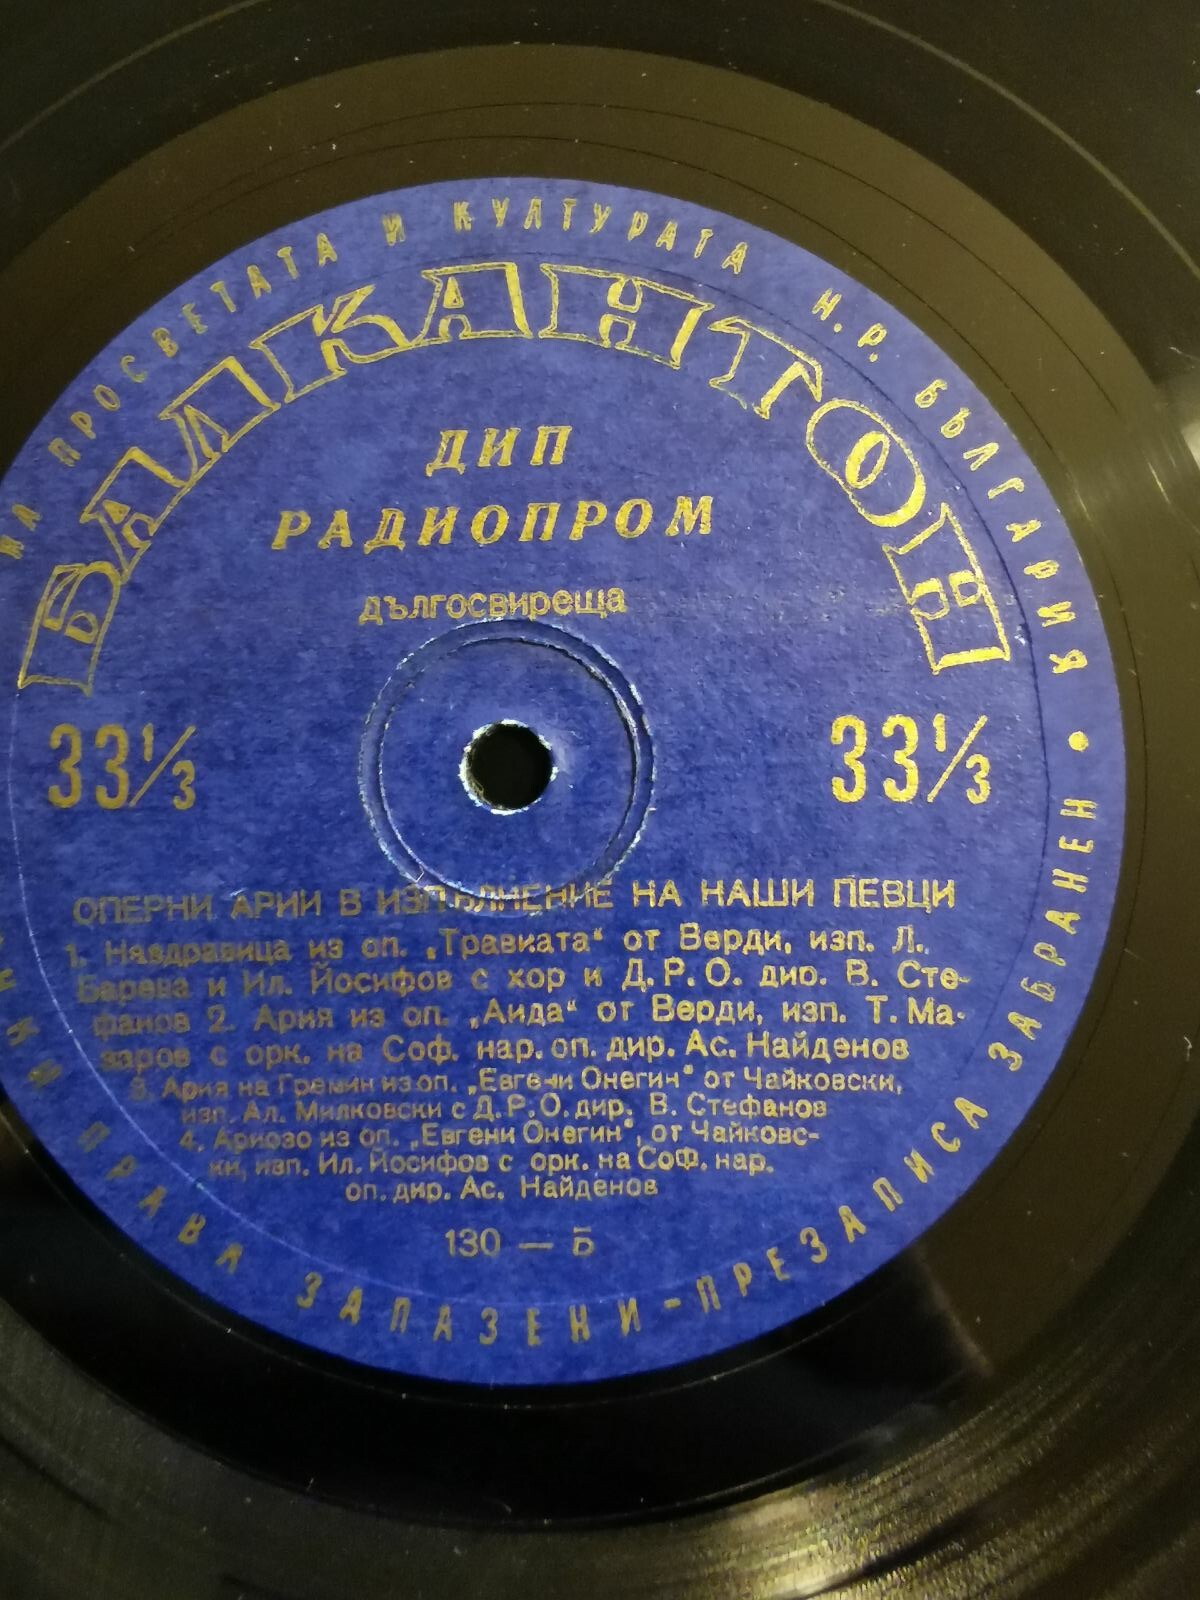 НА ПРОСВЕТАТА И КУЛТУРАТА Н.Р. БЪЛГАРИЯ •
БАЛКАНТОН
ДИП
РАДИОПРОМ
дългосвиреща
33 1/3 33 1/3
ОПЕРНИ АРИИ В ИЗПЪЛНЕНИЕ НА НАШИ ПЕВЦИ
1. Наздравица из оп. „Травиата“ от Верди, изп. Л.
Барева и Ил. Йосифов с хор и Д.Р.О. дир. В. Сте-
фанов 2. Ария из оп. „Аида“ от Верди, изп. Т. Ма-
заров с орк. на Соф. нар. оп. дир. Ас. Найденов
3. Ария на Гремин из оп. „Евгени Онегин“ от Чайковски,
изп. Ал. Милковски с Д.Р.О. дир. В. Стефанов
4. Ариозо из оп. „Евгени Онегин“, от Чайковс-
ки, изп. Ил. Йосифов с орк. на Соф. нар.
оп. дир. Ас. Найденов
130 — Б
ПРАВА ЗАПАЗЕНИ - ПРЕЗАПИСА ЗАБРАНЕН